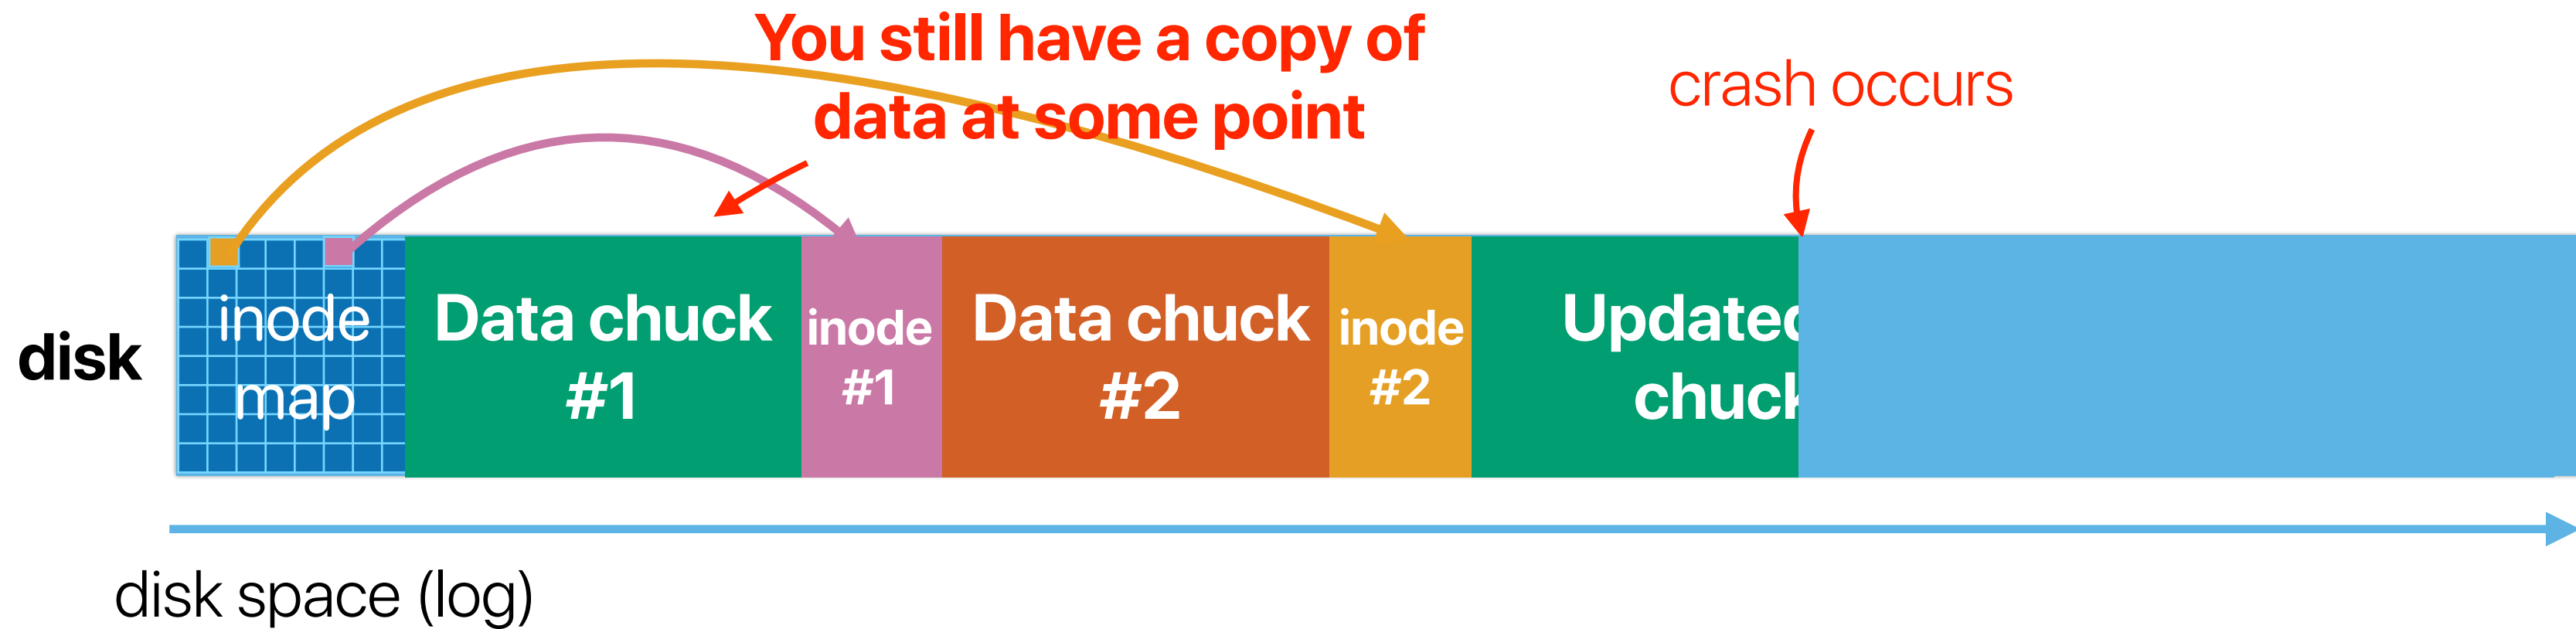 You still have a copy of
data at some point
crash occurs
disk
inode
map
Data chuck
#1
inode
#1
Data chuck
#2
inode
#2
Updated
chuck
disk space (log)